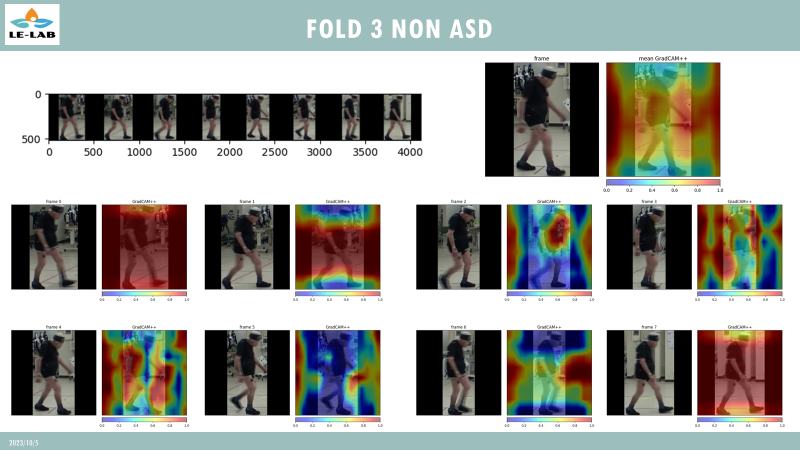 LE-LAB
FOLD 3 NON ASD
frame
mean GradCAM++
0
500
0 500 1000 1500 2000 2500 3000 3500 4000
0.0 0.2 0.4 0.6 0.8 1.0
frame 0
GradCAM++
frame 1
GradCAM++
frame 2
GradCAM++
frame 3
GradCAM++
0.0 0.2 0.4 0.6 0.8 1.0
0.0 0.2 0.4 0.6 0.8 1.0
0.0 0.2 0.4 0.6 0.8 1.0
0.0 0.2 0.4 0.6 0.8 1.0
frame 4
GradCAM++
frame 5
GradCAM++
frame 6
GradCAM++
frame 7
GradCAM++
0.0 0.2 0.4 0.6 0.8 1.0
0.0 0.2 0.4 0.6 0.8 1.0
0.0 0.2 0.4 0.6 0.8 1.0
0.0 0.2 0.4 0.6 0.8 1.0
2023/10/5